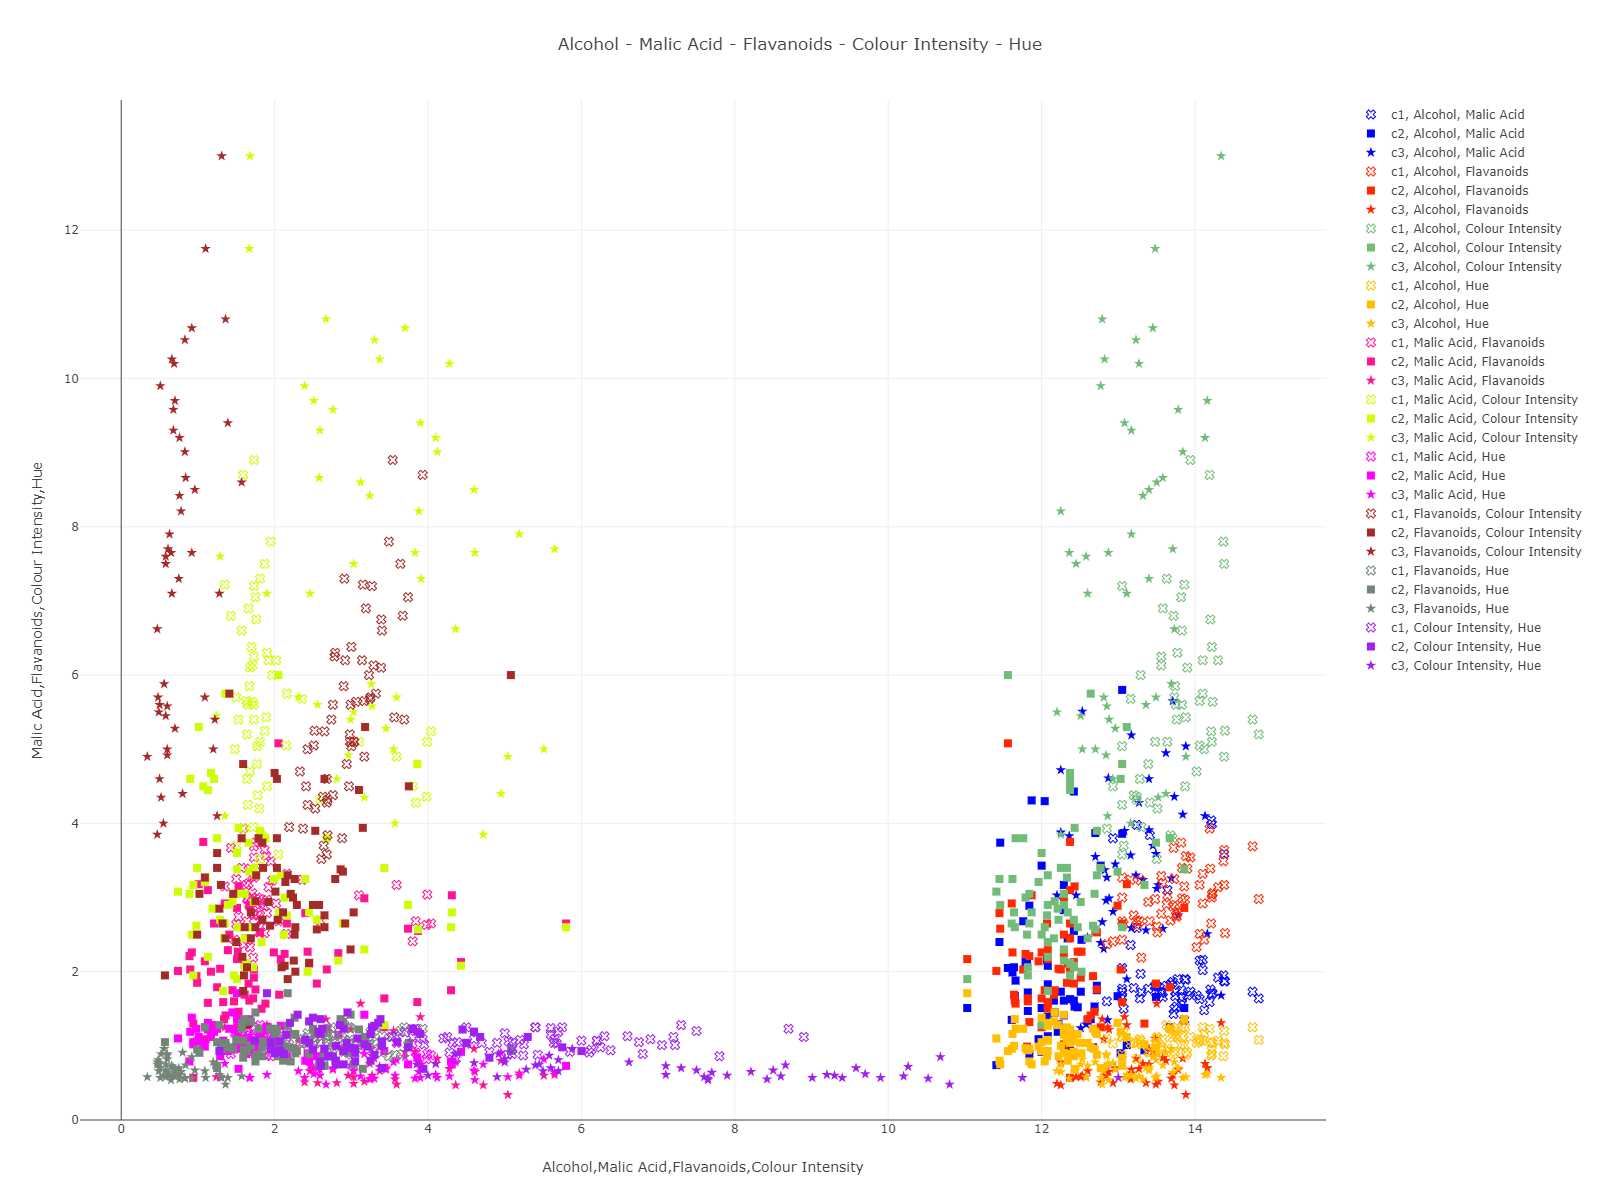 Alcohol - Malic Acid - Flavanoids - Colour Intensity - Hue
c1, Alcohol, Malic Acid
c2, Alcohol, Malic Acid
c3, Alcohol, Malic Acid
c1, Alcohol, Flavanoids
c2, Alcohol, Flavanoids
c3, Alcohol, Flavanoids
c1, Alcohol, Colour Intensity
c2, Alcohol, Colour Intensity
c3, Alcohol, Colour Intensity
c1, Alcohol, Hue
c2, Alcohol, Hue
c3, Alcohol, Hue
c1, Malic Acid, Flavanoids
c2, Malic Acid, Flavanoids
c3, Malic Acid, Flavanoids
c1, Malic Acid, Colour Intensity
c2, Malic Acid, Colour Intensity
c3, Malic Acid, Colour Intensity
c1, Malic Acid, Hue
c2, Malic Acid, Hue
c3, Malic Acid, Hue
c1, Flavanoids, Colour Intensity
c2, Flavanoids, Colour Intensity
c3, Flavanoids, Colour Intensity
c1, Flavanoids, Hue
c2, Flavanoids, Hue
c3, Flavanoids, Hue
c1, Colour Intensity, Hue
c2, Colour Intensity, Hue
c3, Colour Intensity, Hue
Malic Acid,Flavanoids,Colour Intensity,Hue
12
10
8
6
4
2
0
0 2 4 6 8 10 12 14
Alcohol,Malic Acid,Flavanoids,Colour Intensity